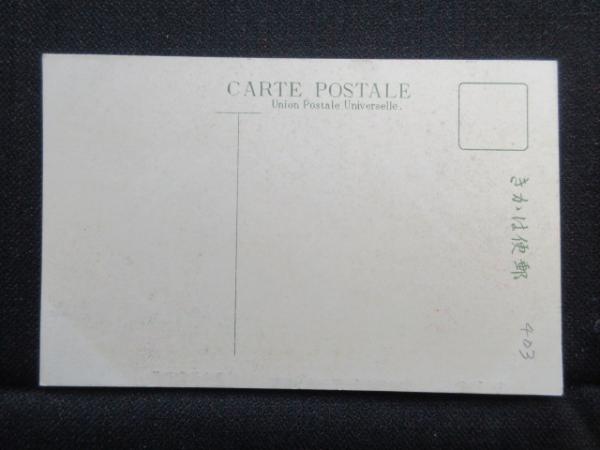 CARTE POSTALE
Union Postale Universelle.
きかは便郵
403